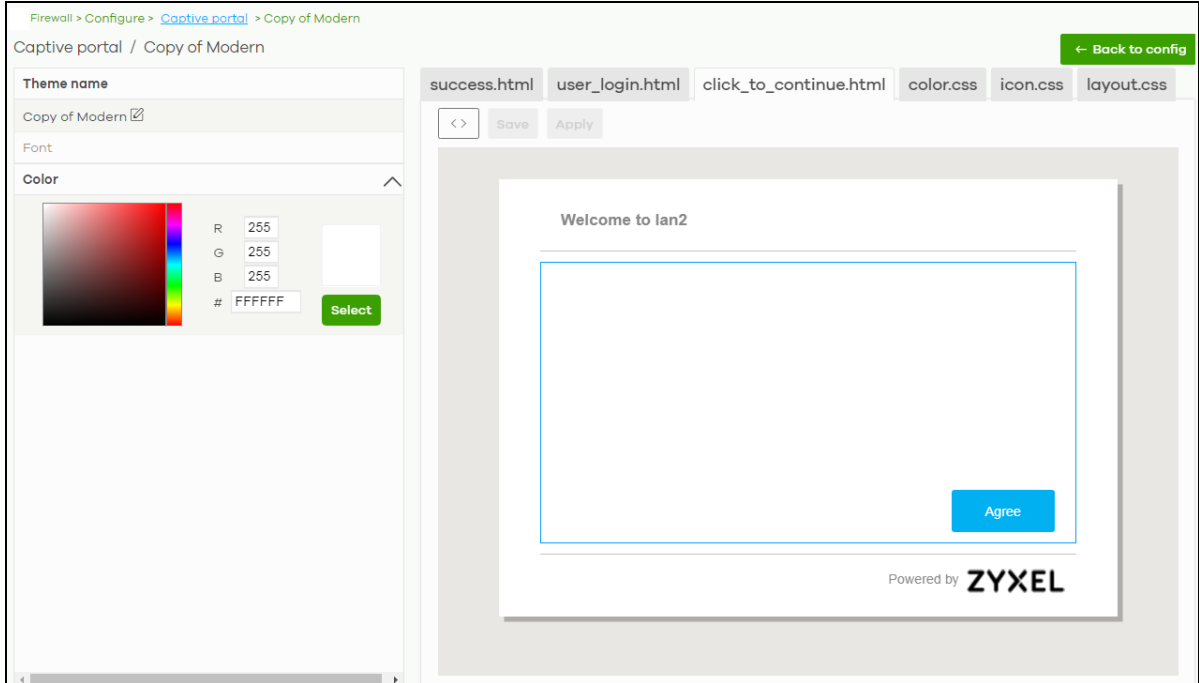 Firewall > Configure > Captive portal > Copy of Modern
Captive portal / Copy of Modern
← Back to config
Theme name
Copy of Modern
Font
Color
R 255
G 255
B 255
# FFFFFF
Select
success.html user_login.html click_to_continue.html color.css icon.css layout.css
<> Save Apply
Welcome to lan2
Agree
Powered by ZYXEL